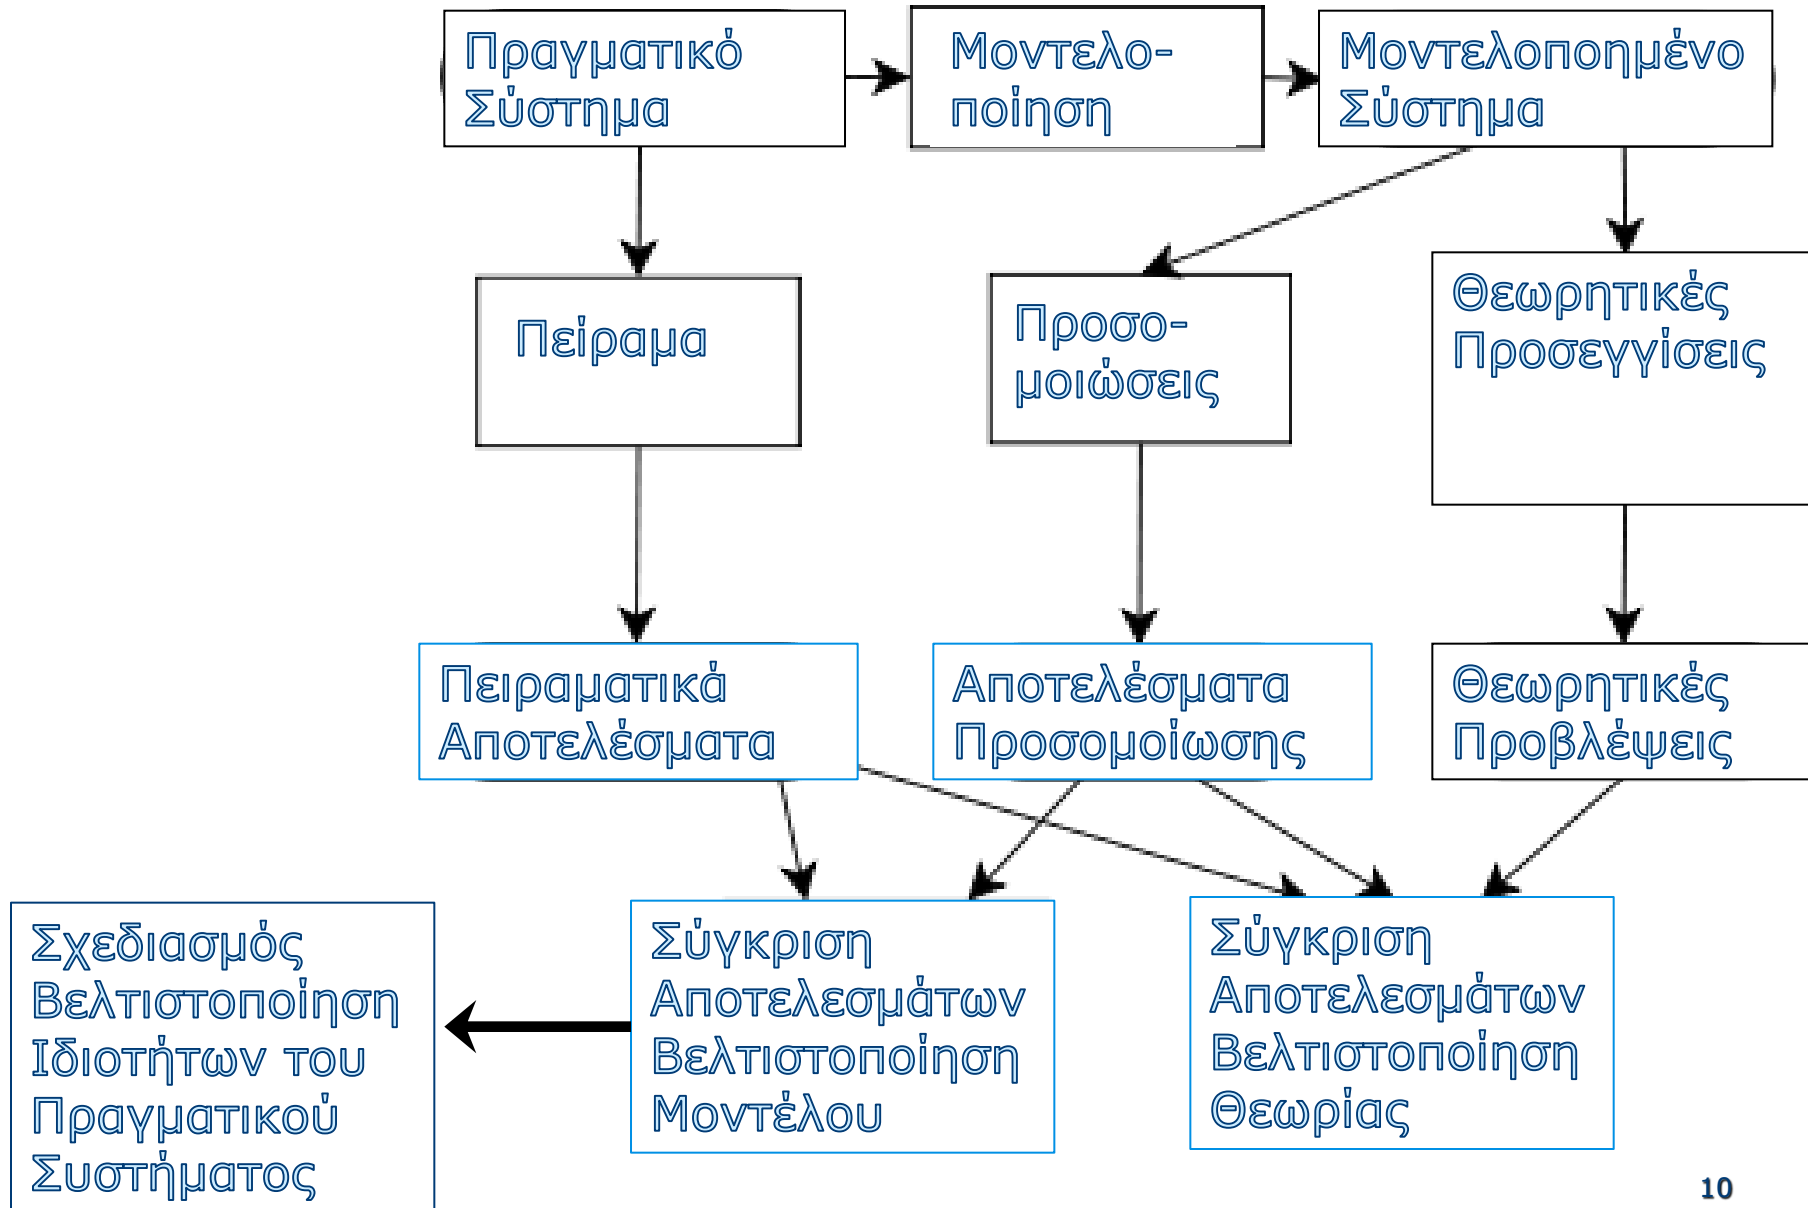 Πραγματικό
Σύστημα
Μοντελο-
ποίηση
Μοντελοποημένο
Σύστημα
Πείραμα
Προσο-
μοιώσεις
Θεωρητικές
Προσεγγίσεις
Πειραματικά
Αποτελέσματα
Αποτελέσματα
Προσομοίωσης
Θεωρητικές
Προβλέψεις
Σχεδιασμός
Βελτιστοποίηση
Ιδιοτήτων του
Πραγματικού
Συστήματος
Σύγκριση
Αποτελεσμάτων
Βελτιστοποίηση
Μοντέλου
Σύγκριση
Αποτελεσμάτων
Βελτιστοποίηση
Θεωρίας
10